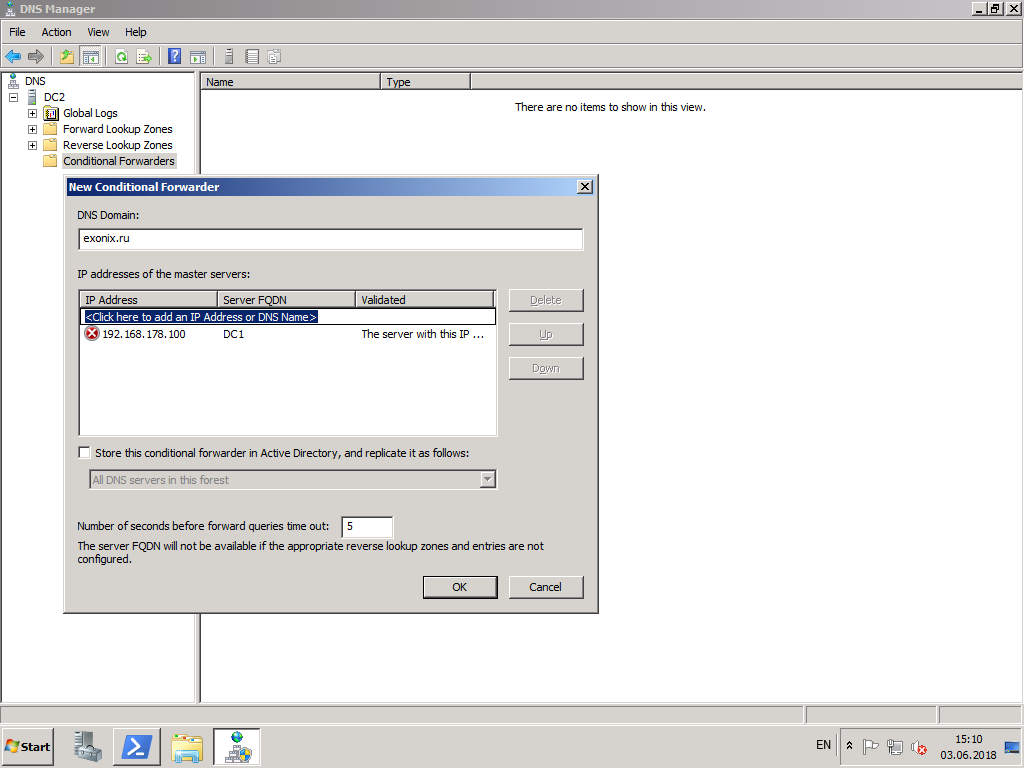 DNS Manager
File Action View Help
DNS
DC2
Global Logs
Forward Lookup Zones
Reverse Lookup Zones
Conditional Forwarders
Name Type
There are no items to show in this view.
New Conditional Forwarder
DNS Domain:
exonix.ru
IP addresses of the master servers:
IP Address Server FQDN Validated
<Click here to add an IP Address or DNS Name>
192.168.178.100 DC1 The server with this IP ...
Delete
Up
Down
Store this conditional forwarder in Active Directory, and replicate it as follows:
All DNS servers in this forest
Number of seconds before forward queries time out: 5
The server FQDN will not be available if the appropriate reverse lookup zones and entries are not
configured.
OK Cancel
Start
EN
15:10
03.06.2018